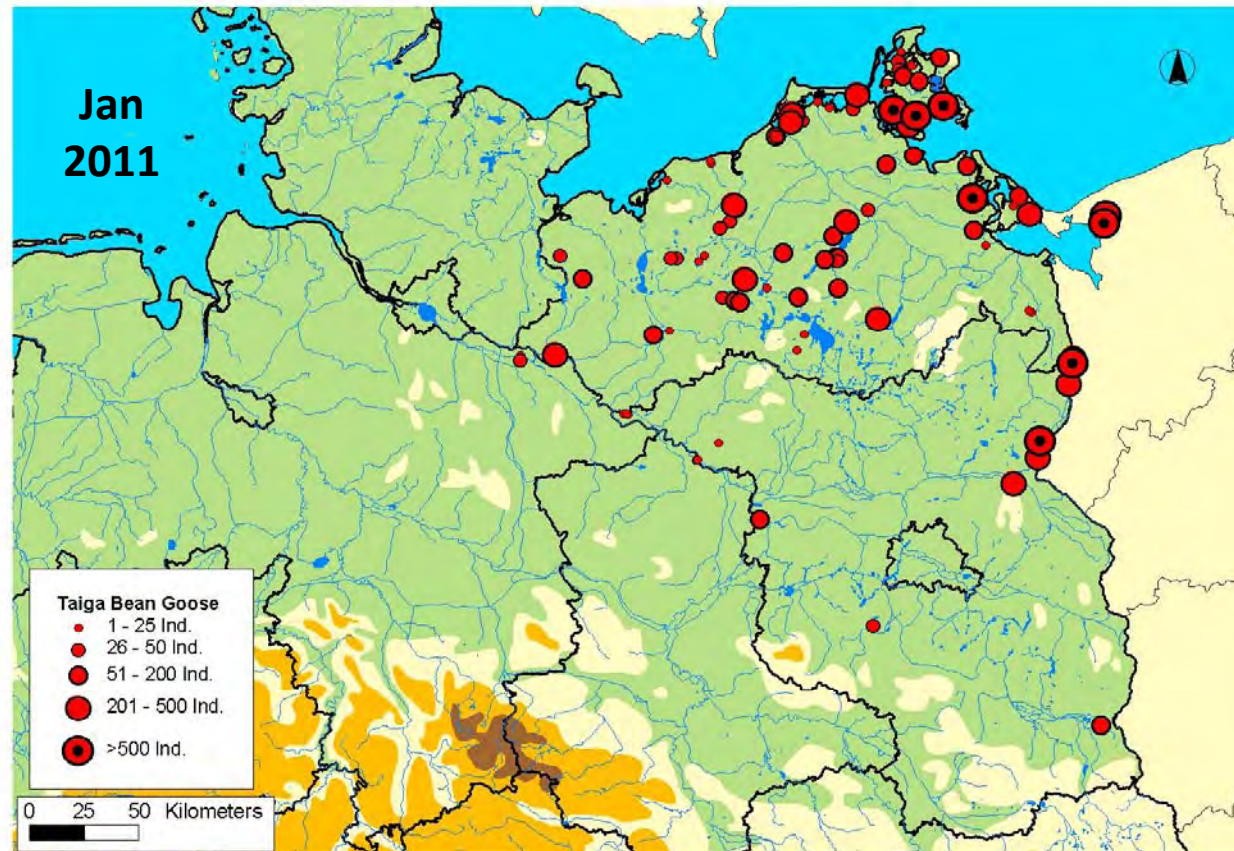 Jan
2011
Taiga Bean Goose
1 - 25 Ind.
26 - 50 Ind.
51 - 200 Ind.
201 - 500 Ind.
>500 Ind.
0 25 50 Kilometers